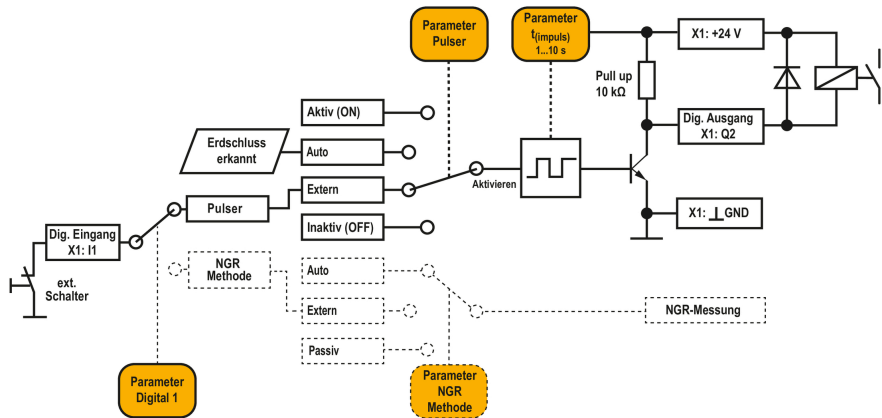 Parameter
Pulser
Parameter
t(impuls)
1...10 s
X1: +24 V
Pull up
10 kΩ
Aktiv (ON)
Dig. Ausgang
X1: Q2
Erdschluss
erkannt
Auto
Aktivieren
Extern
Pulser
X1: ⊥ GND
Inaktiv (OFF)
Dig. Eingang
X1: I1
ext.
Schalter
NGR
Methode
Auto
Extern
NGR-Messung
Passiv
Parameter
Digital 1
Parameter
NGR
Methode